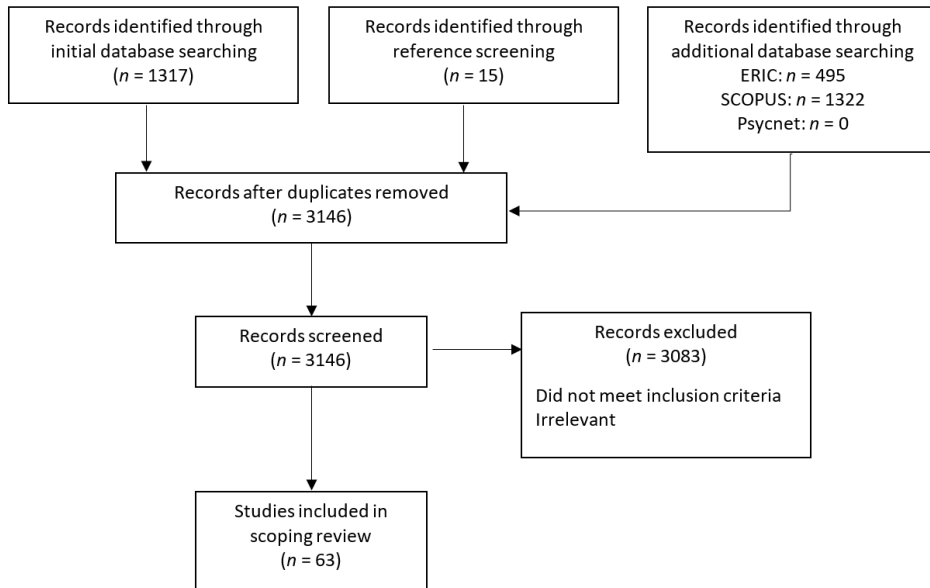 Records identified through
initial database searching
(n = 1317)
Records identified through
reference screening
(n = 15)
Records identified through
additional database searching
ERIC: n = 495
SCOPUS: n = 1322
Psycnet: n = 0
Records after duplicates removed
(n = 3146)
Records screened
(n = 3146)
Records excluded
(n = 3083)
Did not meet inclusion criteria
Irrelevant
Studies included in
scoping review
(n = 63)